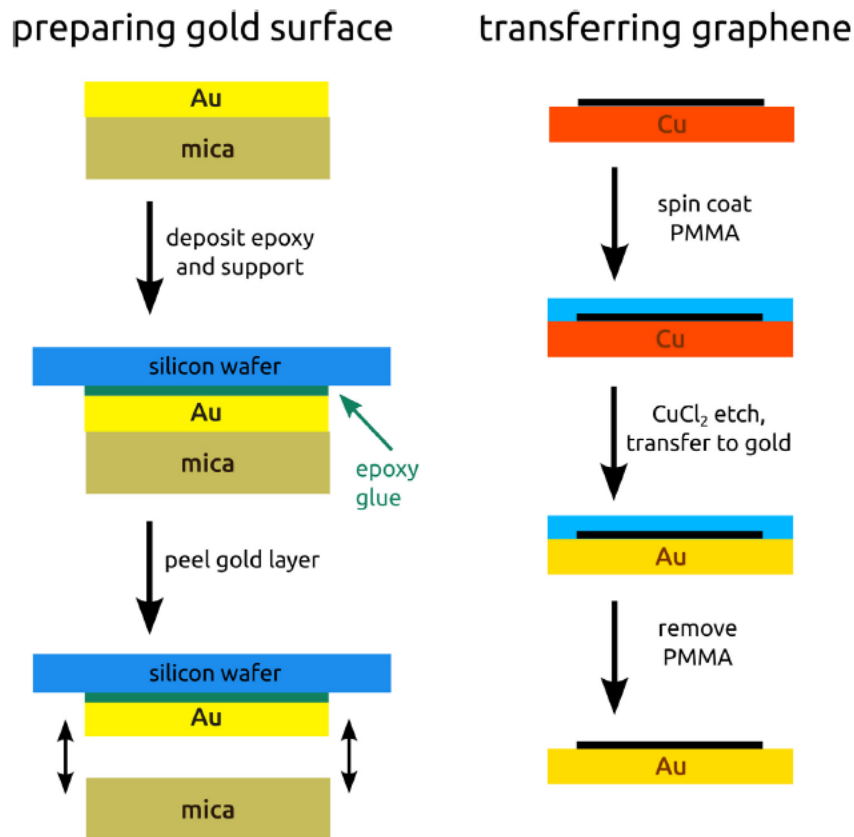 preparing gold surface
Au
mica
deposit epoxy
and support
silicon wafer
Au
mica
epoxy
glue
peel gold layer
silicon wafer
Au
mica
transferring graphene
Cu
spin coat
PMMA
Cu
CuCl₂ etch,
transfer to gold
Au
remove
PMMA
Au